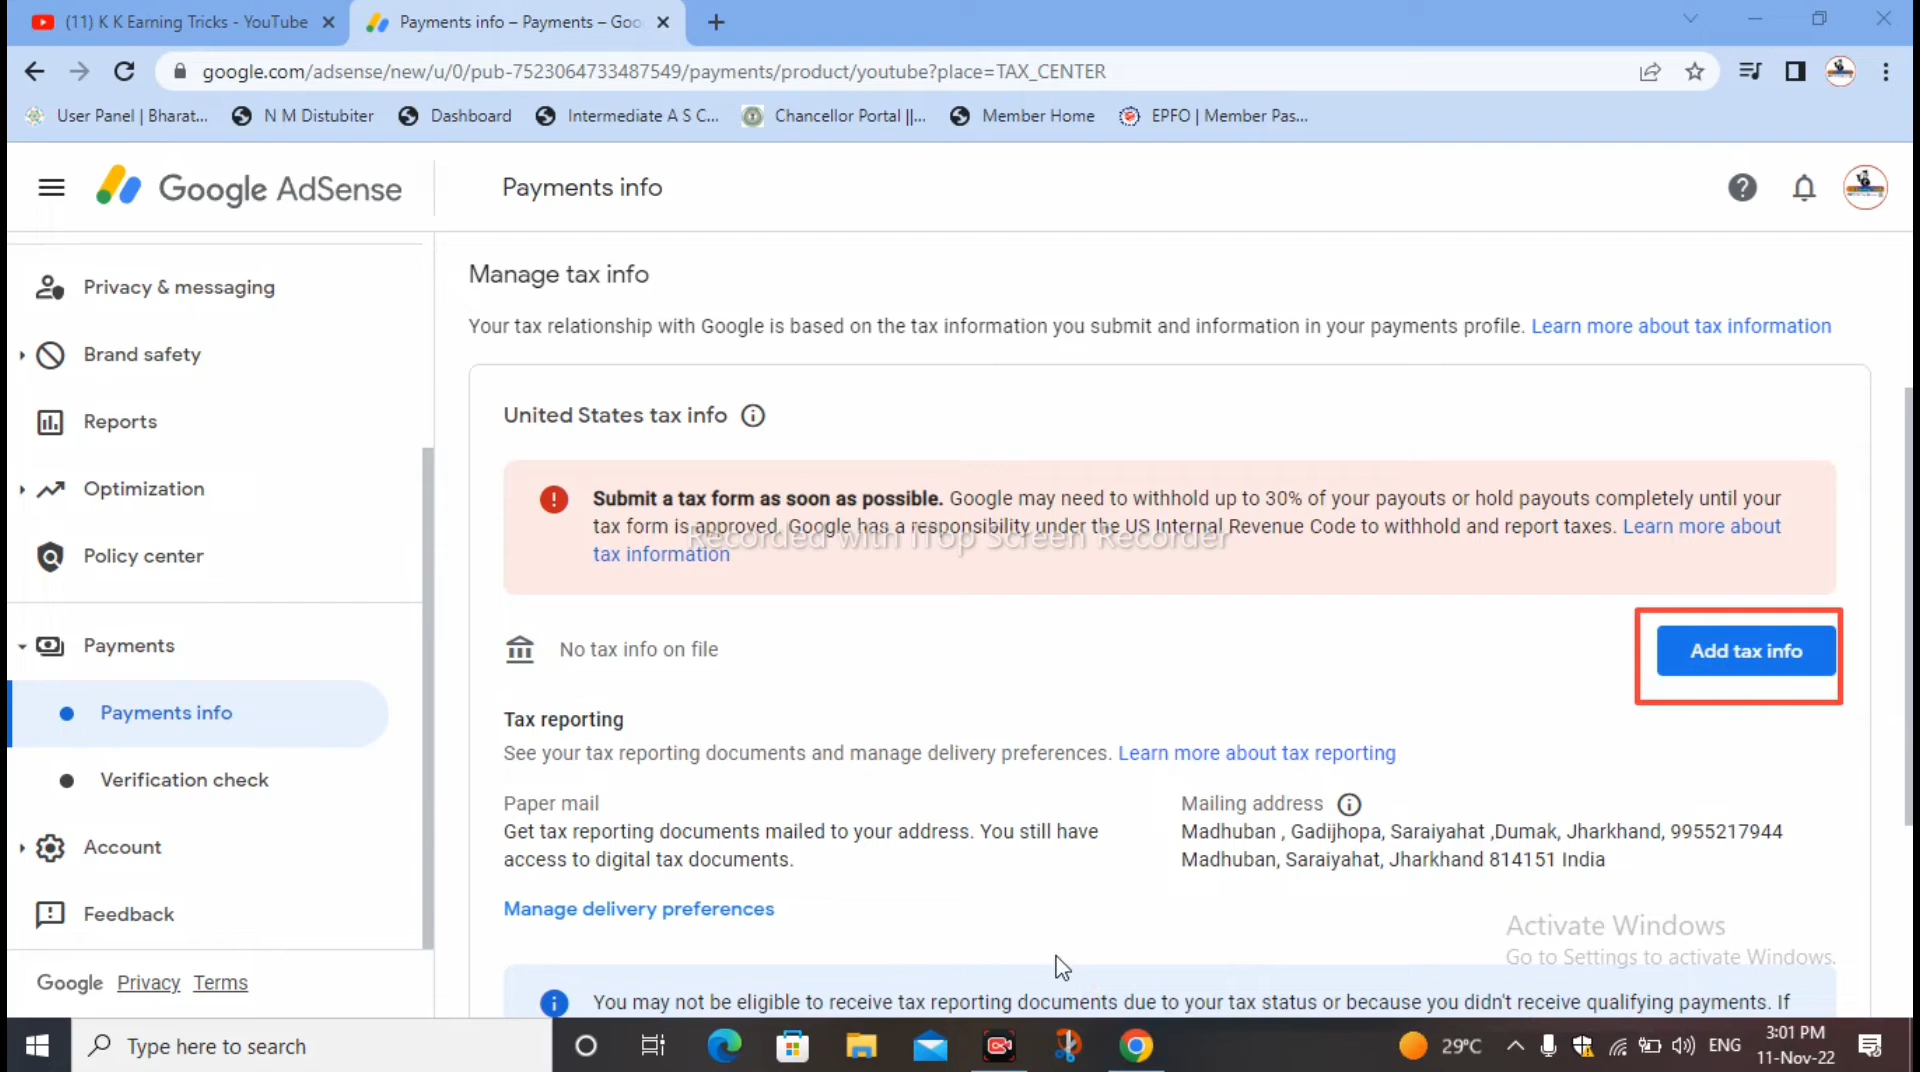 (11) K K Earning Tricks - YouTube
Payments info – Payments – Goo
google.com/adsense/new/u/0/pub-7523064733487549/payments/product/youtube?place=TAX_CENTER
User Panel | Bharat...
N M Distubiter
Dashboard
Intermediate A S C...
Chancellor Portal ||...
Member Home
EPFO | Member Pas...
Google AdSense
Payments info
Privacy & messaging
Brand safety
Reports
Optimization
Policy center
Payments
Payments info
Verification check
Account
Feedback
Google Privacy Terms
Manage tax info
Your tax relationship with Google is based on the tax information you submit and information in your payments profile. Learn more about tax information
United States tax info
Submit a tax form as soon as possible. Google may need to withhold up to 30% of your payouts or hold payouts completely until your
tax form is approved. Google has a responsibility under the US Internal Revenue Code to withhold and report taxes. Learn more about
tax information
Recorded with iTop Screen Recorder
No tax info on file
Add tax info
Tax reporting
See your tax reporting documents and manage delivery preferences. Learn more about tax reporting
Paper mail
Get tax reporting documents mailed to your address. You still have
access to digital tax documents.
Mailing address
Madhuban , Gadijhopa, Saraiyahat ,Dumak, Jharkhand, 9955217944
Madhuban, Saraiyahat, Jharkhand 814151 India
Manage delivery preferences
Activate Windows
Go to Settings to activate Windows.
You may not be eligible to receive tax reporting documents due to your tax status or because you didn't receive qualifying payments. If
Type here to search
29°C
ENG
3:01 PM
11-Nov-22